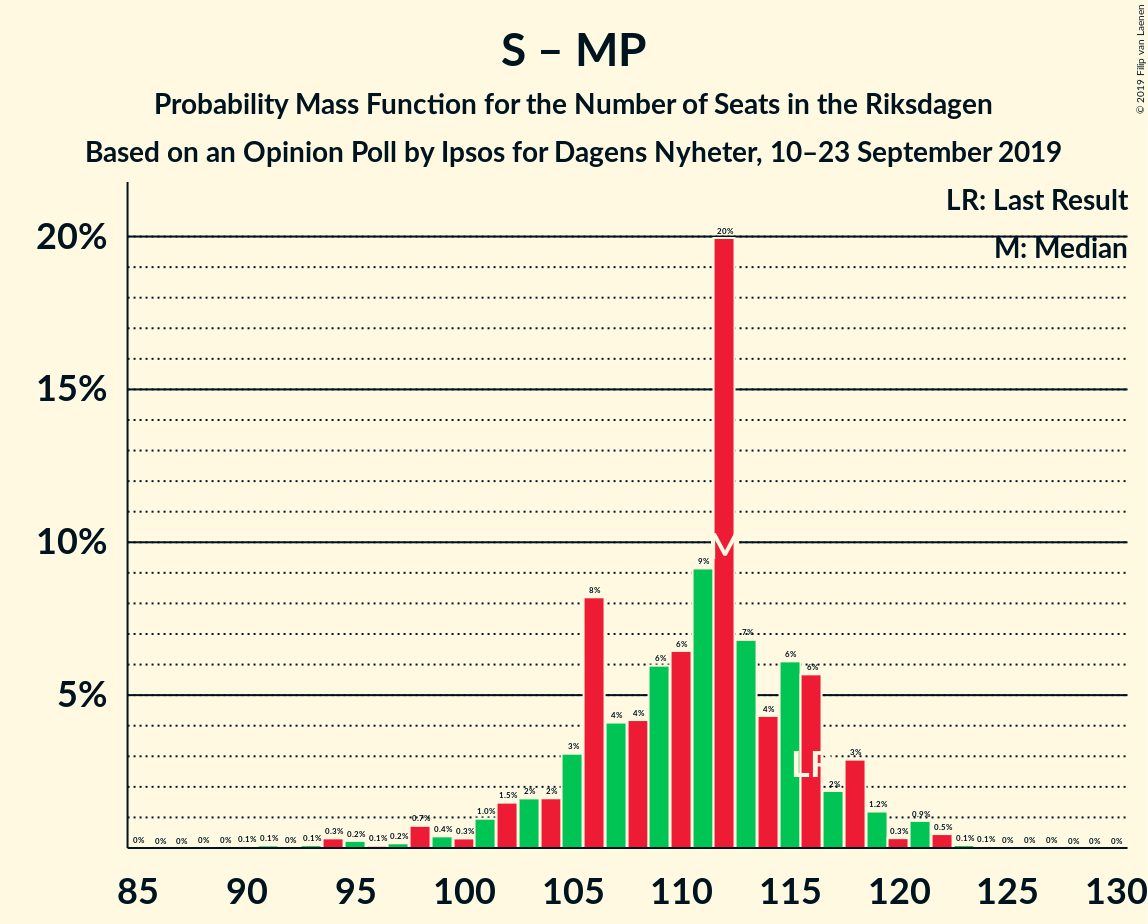 S – MP
Probability Mass Function for the Number of Seats in the Riksdagen
Based on an Opinion Poll by Ipsos for Dagens Nyheter, 10–23 September 2019
© 2019 Filip van Laenen
LR: Last Result
M: Median
20%
15%
10%
5%
0% 0% 0% 0% 0% 0.1% 0.1% 0% 0.1% 0.3% 0.2% 0.1% 0.2% 0.7% 0.4% 0.3% 1.0% 1.5% 2% 2% 3% 8% 4% 4% 6% 6% 9% 20% 7% 4% 6% 6% 2% 3% 1.2% 0.3% 0.9% 0.5% 0.1% 0.1% 0% 0% 0% 0% 0% 0%
M
LR
85 90 95 100 105 110 115 120 125 130